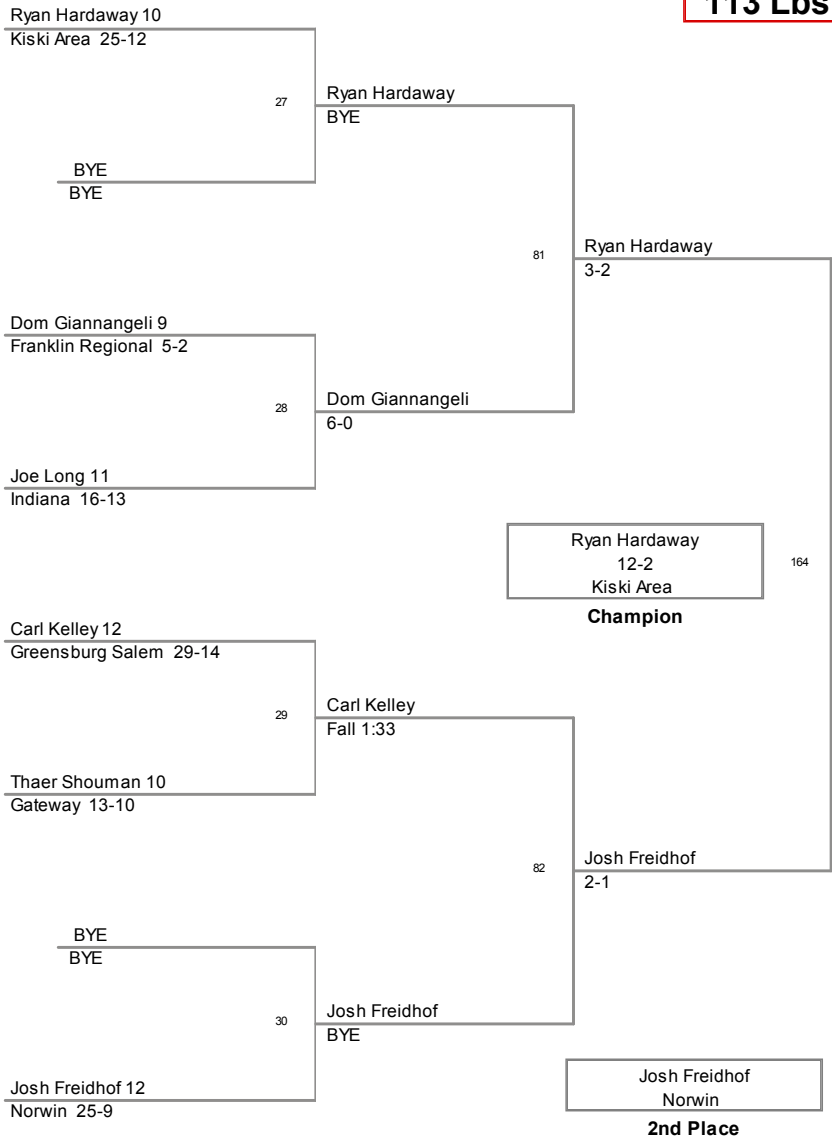 113 Lbs
Ryan Hardaway 10
Kiski Area 25-12
27
Ryan Hardaway
BYE
BYE
BYE
81
Ryan Hardaway
3-2
Dom Giannangeli 9
Franklin Regional 5-2
28
Dom Giannangeli
6-0
Joe Long 11
Indiana 16-13
Ryan Hardaway
12-2
Kiski Area
164
Champion
Carl Kelley 12
Greensburg Salem 29-14
29
Carl Kelley
Fall 1:33
Thaer Shouman 10
Gateway 13-10
82
Josh Freidhof
2-1
BYE
BYE
30
Josh Freidhof
BYE
Josh Freidhof 12
Norwin 25-9
Josh Freidhof
Norwin
2nd Place